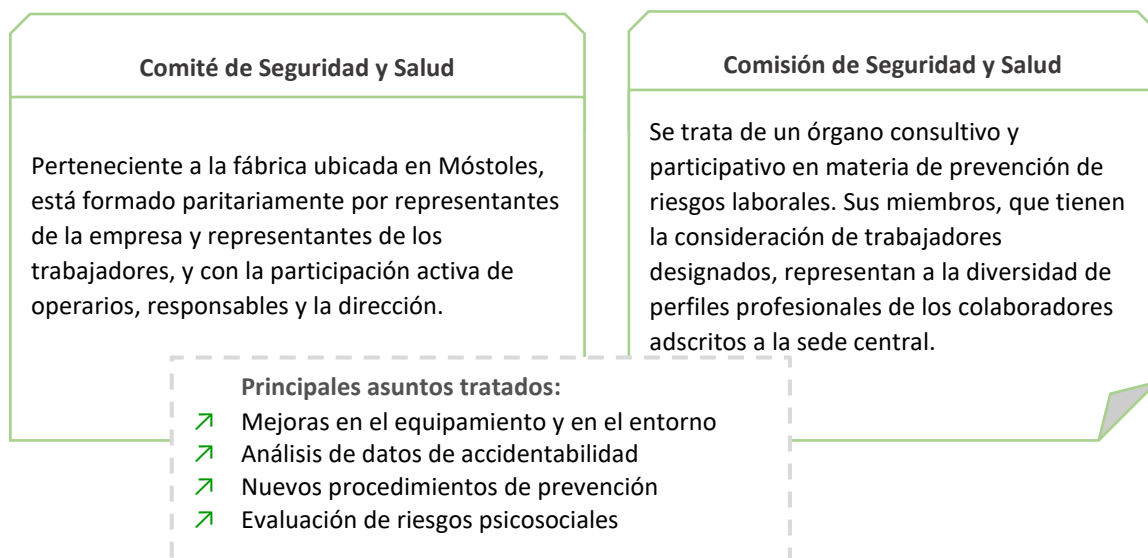 Comité de Seguridad y Salud
Perteneciente a la fábrica ubicada en Móstoles,
está formado paritariamente por representantes
de la empresa y representantes de los
trabajadores, y con la participación activa de
operarios, responsables y la dirección.
Comisión de Seguridad y Salud
Se trata de un órgano consultivo y
participativo en materia de prevención de
riesgos laborales. Sus miembros, que tienen
la consideración de trabajadores
designados, representan a la diversidad de
perfiles profesionales de los colaboradores
adscritos a la sede central.
Principales asuntos tratados:
Mejoras en el equipamiento y en el entorno
Análisis de datos de accidentabilidad
Nuevos procedimientos de prevención
Evaluación de riesgos psicosociales